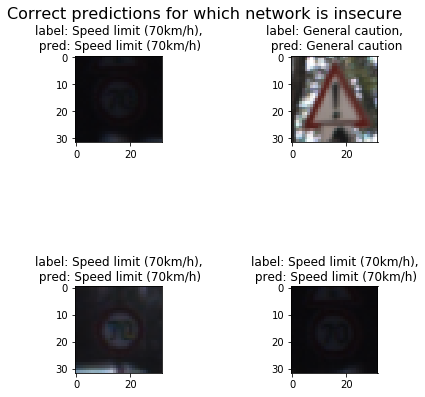 Correct predictions for which network is insecure
label: Speed limit (70km/h),
pred: Speed limit (70km/h)
label: General caution,
pred: General caution
0
10
20
30
0 20
0
10
20
30
0 20
70
label: Speed limit (70km/h),
pred: Speed limit (70km/h)
label: Speed limit (70km/h),
pred: Speed limit (70km/h)
0
10
20
30
0 20
70
0
10
20
30
0 20
70